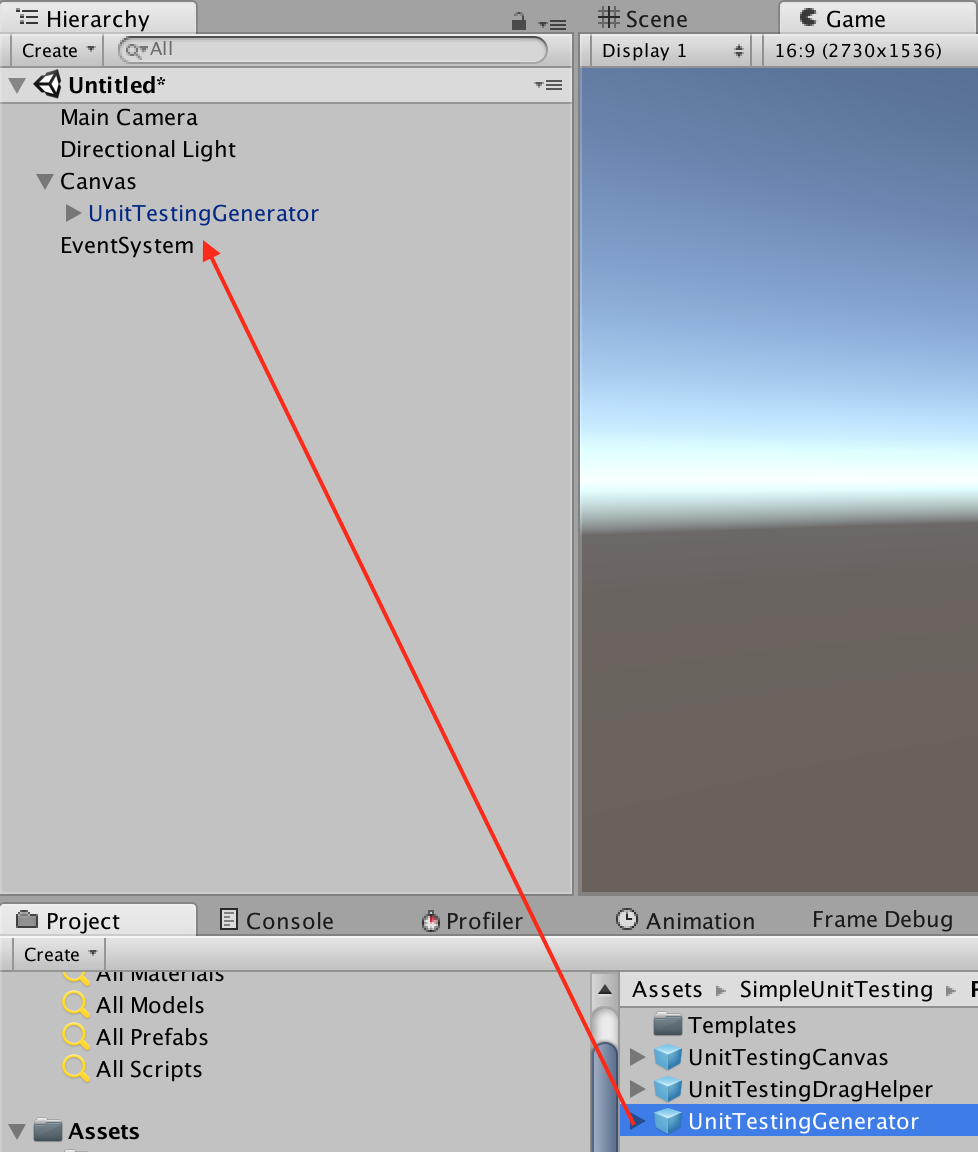 Hierarchy
Create
All
Untitled*
Main Camera
Directional Light
Canvas
UnitTestingGenerator
EventSystem
Scene
Game
Display 1
16:9 (2730x1536)
Project
Console
Profiler
Animation
Frame Debug
Create
All Materials
All Models
All Prefabs
All Scripts
Assets
Assets SimpleUnitTesting
Templates
UnitTestingCanvas
UnitTestingDragHelper
UnitTestingGenerator